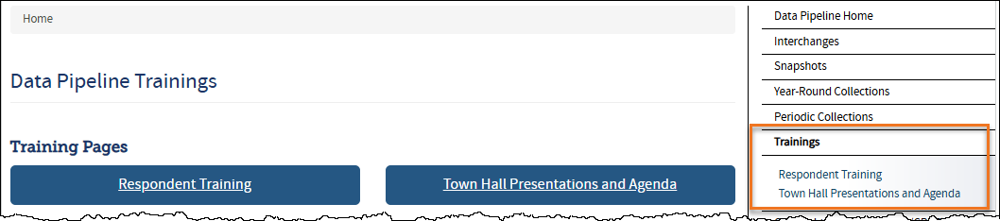 Home
Data Pipeline Trainings
Training Pages
Respondent Training
Town Hall Presentations and Agenda
Data Pipeline Home
Interchanges
Snapshots
Year-Round Collections
Periodic Collections
Trainings
Respondent Training
Town Hall Presentations and Agenda